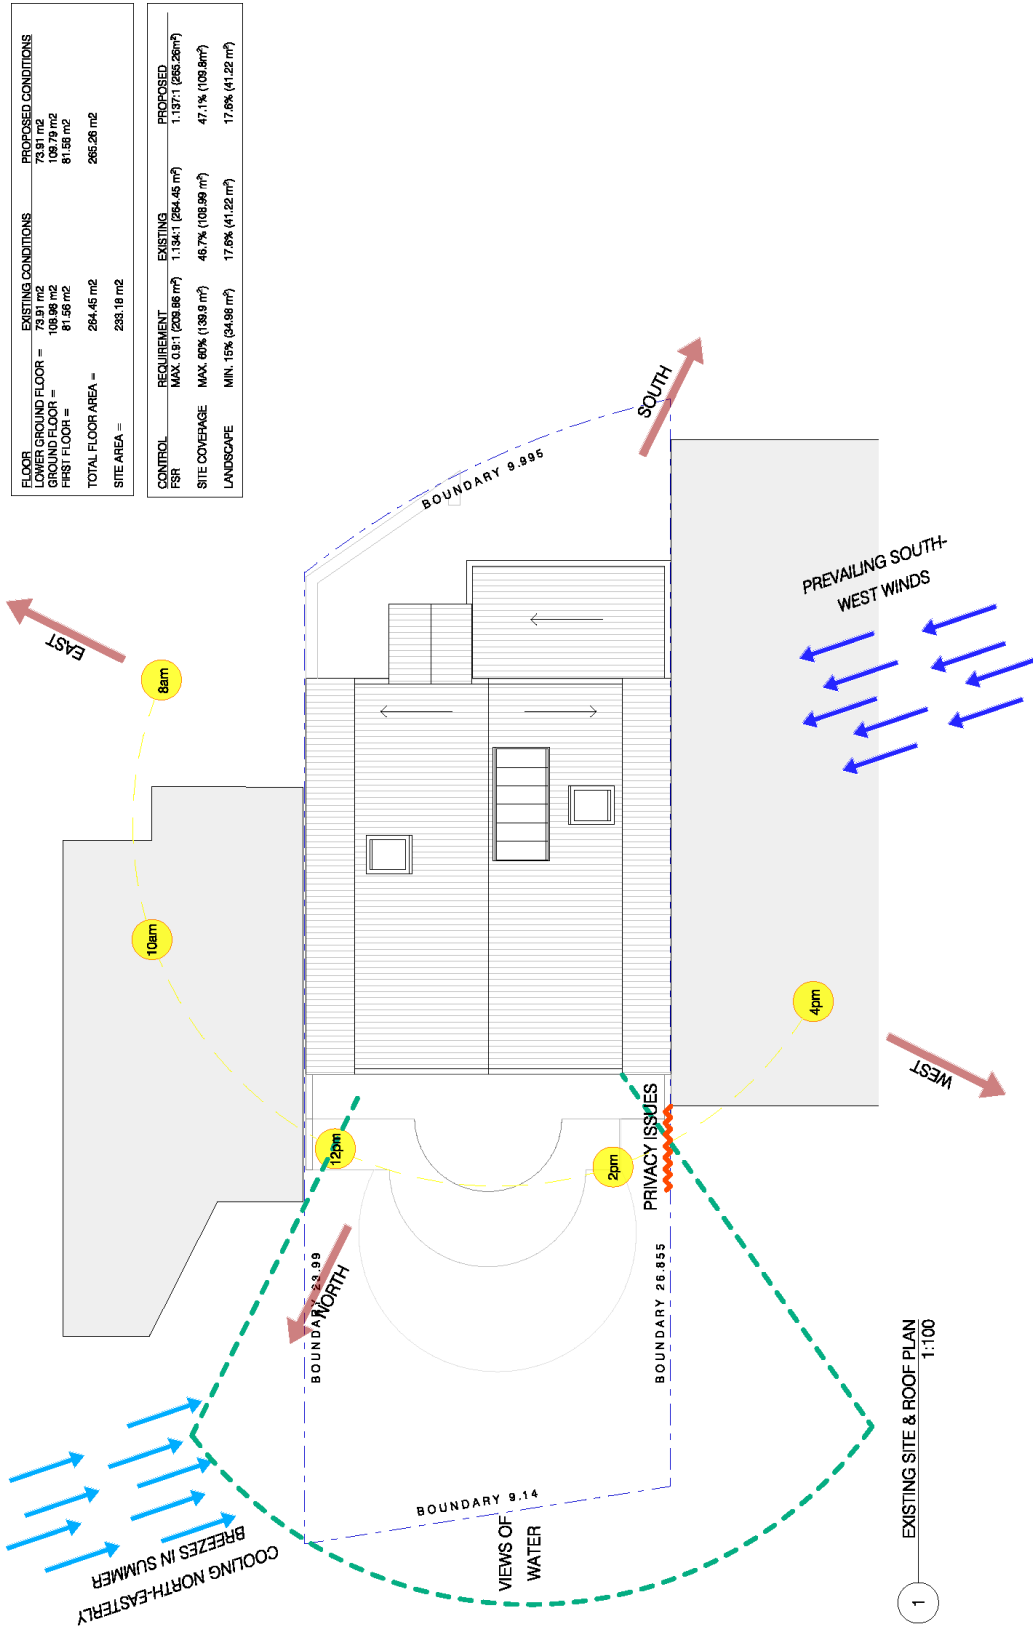 FLOOR EXISTING CONDITIONS PROPOSED CONDITIONS
LOWER GROUND FLOOR = 73.91 m2 73.91 m2
GROUND FLOOR = 108.98 m2 109.79 m2
FIRST FLOOR = 81.56 m2 81.56 m2
TOTAL FLOOR AREA = 264.45 m2 265.26 m2
SITE AREA = 233.18 m2
CONTROL REQUIREMENT EXISTING PROPOSED
FSR MAX. 0.9:1 (209.86 m²) 1.134:1 (264.45 m²) 1.137:1 (265.26m²)
SITE COVERAGE MAX. 60% (139.9 m²) 46.7% (108.99 m²) 47.1% (109.8m²)
LANDSCAPE MIN. 15% (34.98 m²) 17.6% (41.22 m²) 17.6% (41.22 m²)
EAST
8am
10am
12pm
2pm
4pm
SOUTH
BOUNDARY 9.995
PREVAILING SOUTH-
WEST WINDS
WEST
PRIVACY ISSUES
NORTH
BOUNDARY 23.99
BOUNDARY 26.855
BOUNDARY 9.14
VIEWS OF
WATER
COOLING NORTH-EASTERLY
BREEZES IN SUMMER
1
EXISTING SITE & ROOF PLAN
1:100